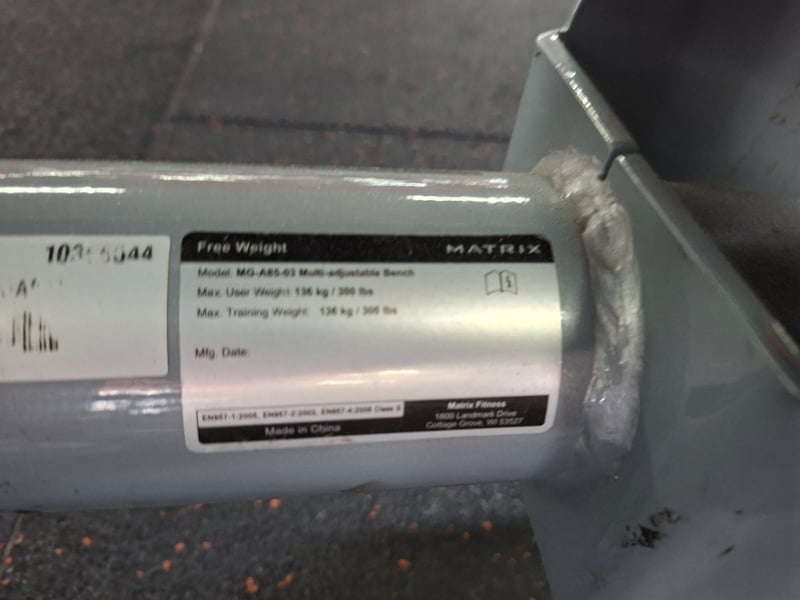 Free Weight
MATRIX
Model: MG-A85-03 Multi-adjustable Bench
Max. User Weight: 136 kg / 300 lbs
Max. Training Weight: 136 kg / 300 lbs
Mfg. Date:
EN957-1:2005, EN957-2:2003, EN957-4:2006 Class S
Made in China
Matrix Fitness
1600 Landmark Drive
Cottage Grove, WI 53527